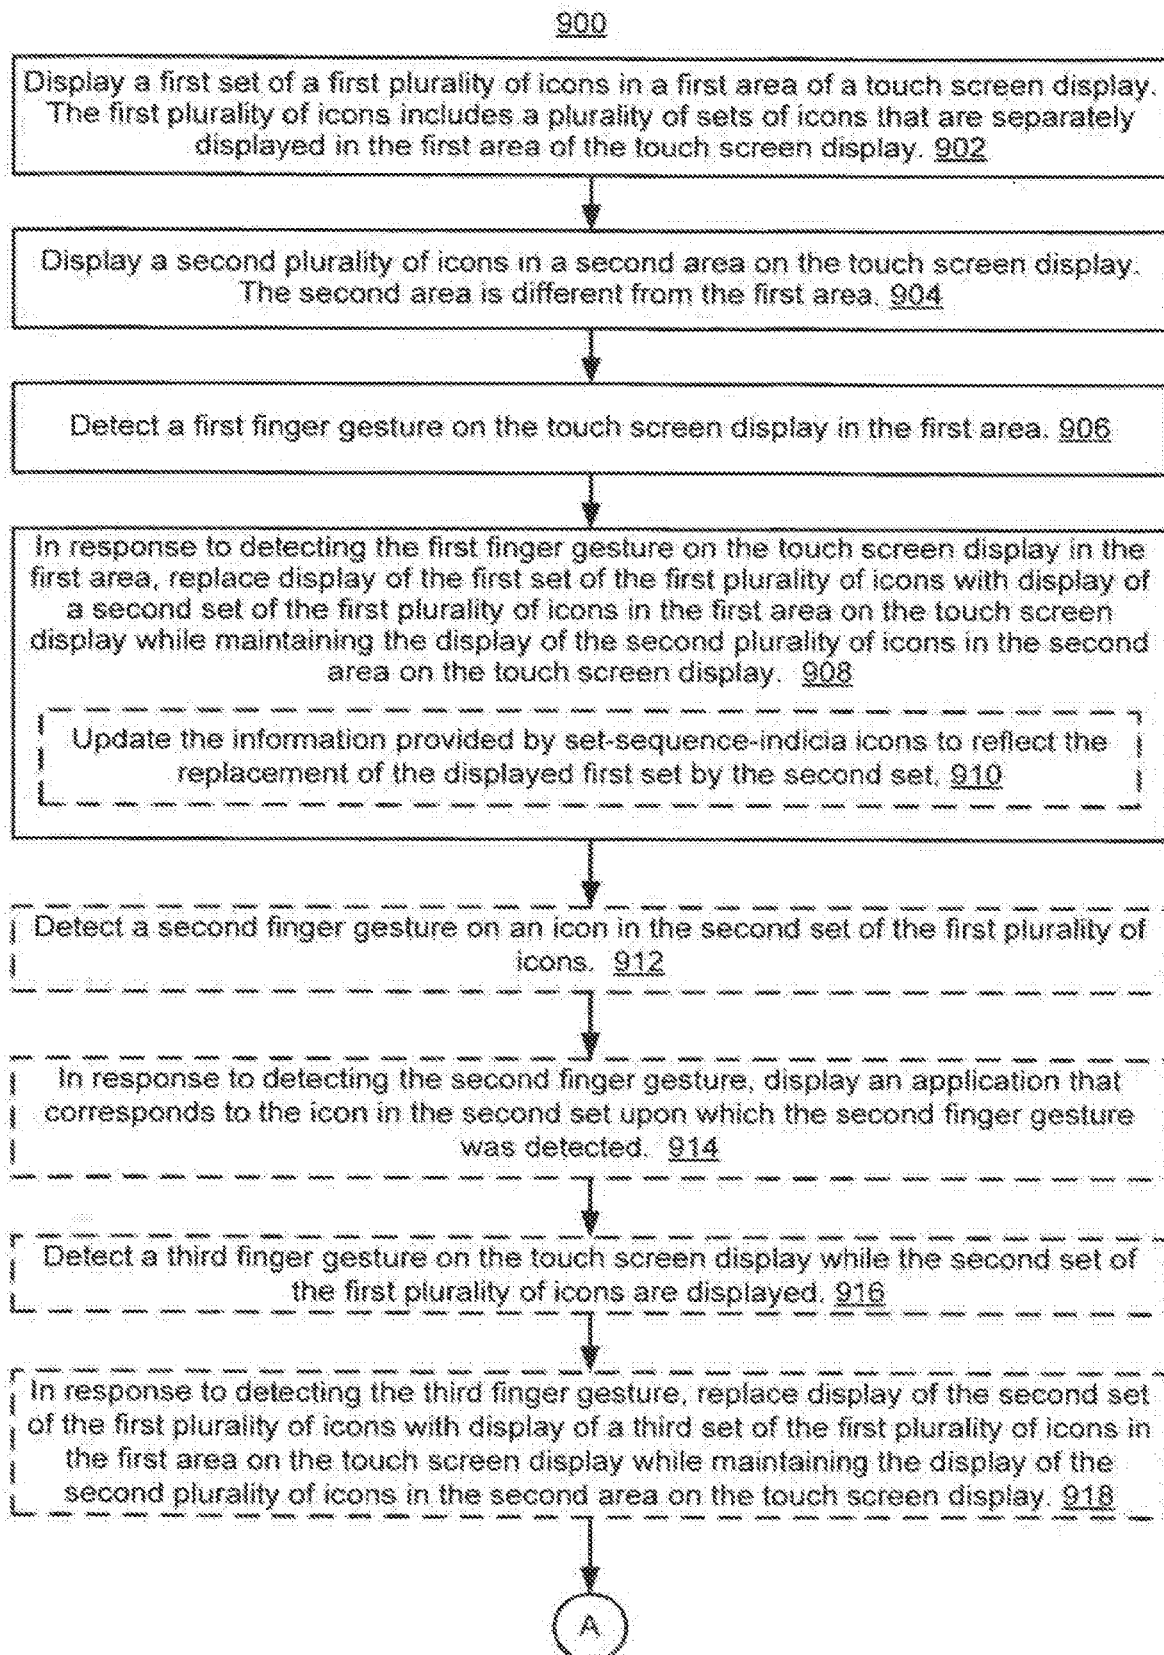 900
Display a first set of a first plurality of icons in a first area of a touch screen display.
The first plurality of icons includes a plurality of sets of icons that are separately
displayed in the first area of the touch screen display. 902
Display a second plurality of icons in a second area on the touch screen display.
The second area is different from the first area. 904
Detect a first finger gesture on the touch screen display in the first area. 906
In response to detecting the first finger gesture on the touch screen display in the
first area, replace display of the first set of the first plurality of icons with display of
a second set of the first plurality of icons in the first area on the touch screen
display while maintaining the display of the second plurality of icons in the second
area on the touch screen display. 908
Update the information provided by set-sequence-indicia icons to reflect the
replacement of the displayed first set by the second set. 910
Detect a second finger gesture on an icon in the second set of the first plurality of
icons. 912
In response to detecting the second finger gesture, display an application that
corresponds to the icon in the second set upon which the second finger gesture
was detected. 914
Detect a third finger gesture on the touch screen display while the second set of
the first plurality of icons are displayed. 916
In response to detecting the third finger gesture, replace display of the second set
of the first plurality of icons with display of a third set of the first plurality of icons in
the first area on the touch screen display while maintaining the display of the
second plurality of icons in the second area on the touch screen display. 918
A